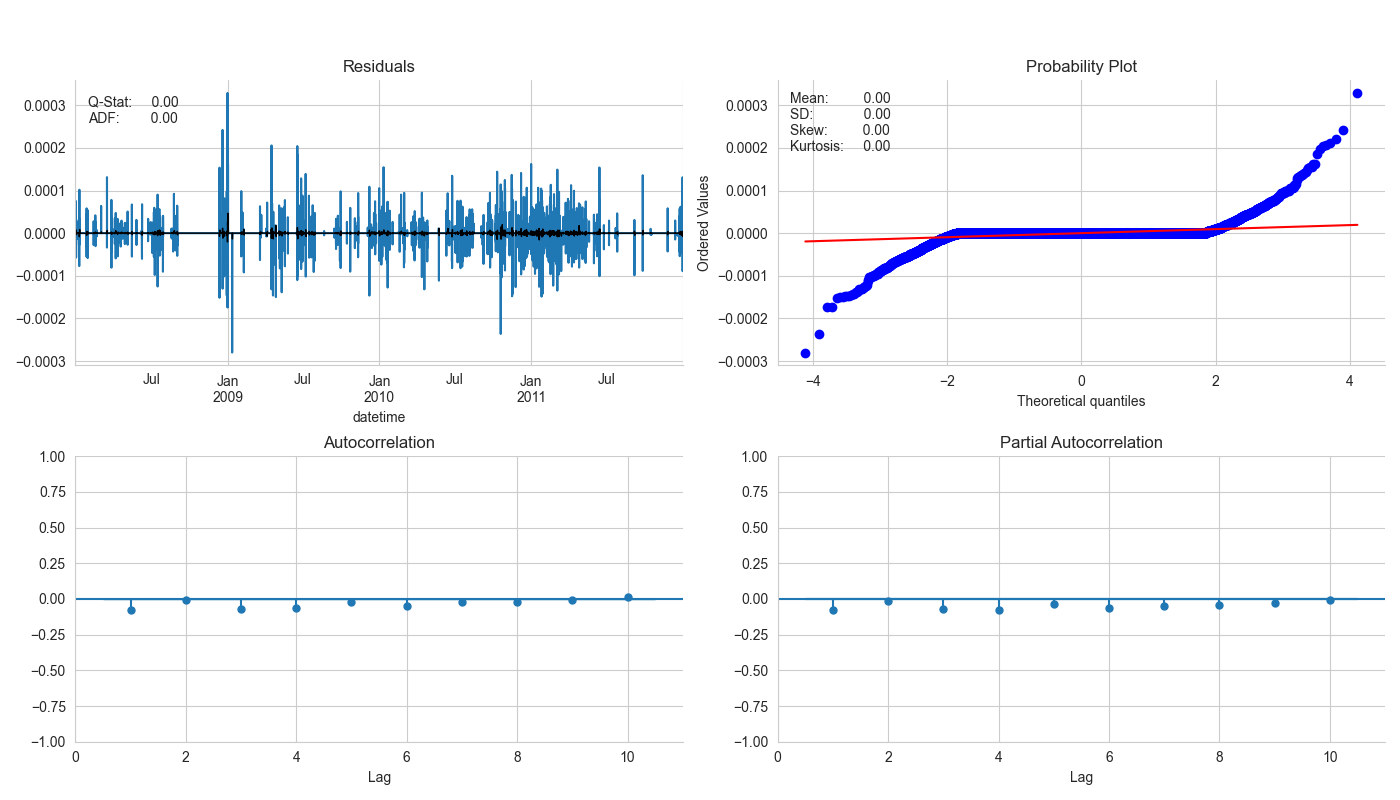 Residuals
Q-Stat: 0.00
ADF: 0.00
0.0003
0.0002
0.0001
0.0000
−0.0001
−0.0002
−0.0003
Jul Jan Jul Jan Jul Jan Jul
2009 2010 2011
datetime
Probability Plot
Mean: 0.00
SD: 0.00
Skew: 0.00
Kurtosis: 0.00
Ordered Values
0.0003
0.0002
0.0001
0.0000
−0.0001
−0.0002
−0.0003
−4 −2 0 2 4
Theoretical quantiles
Autocorrelation
1.00
0.75
0.50
0.25
0.00
−0.25
−0.50
−0.75
−1.00
0 2 4 6 8 10
Lag
Partial Autocorrelation
1.00
0.75
0.50
0.25
0.00
−0.25
−0.50
−0.75
−1.00
0 2 4 6 8 10
Lag